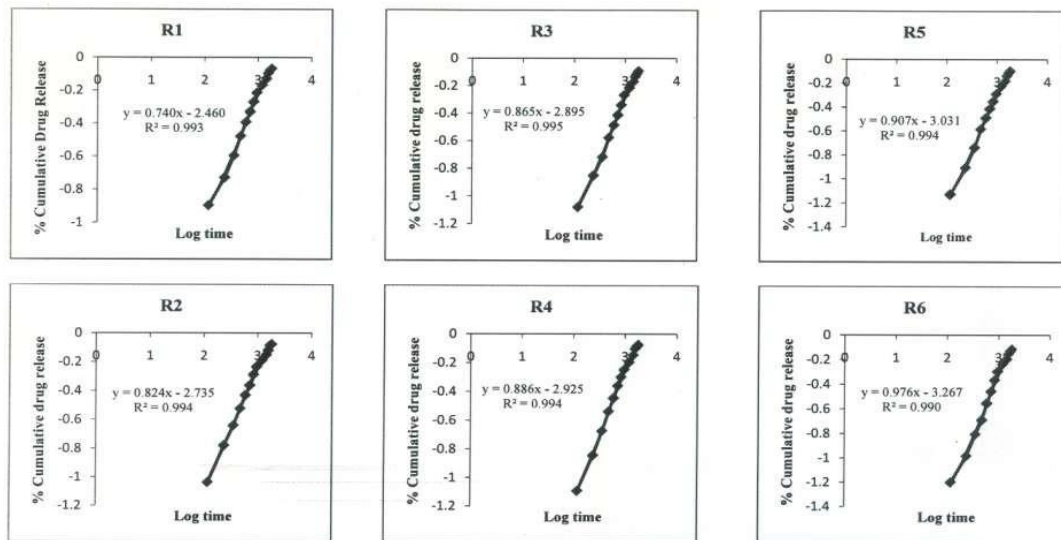 R1
0
0 1 2 3 4
-0.2
-0.4
-0.6
-0.8
-1
y = 0.740x - 2.460
R² = 0.993
% Cumulative Drug Release
Log time
R3
0
0 1 2 3 4
-0.2
-0.4
-0.6
-0.8
-1
-1.2
y = 0.865x - 2.895
R² = 0.995
% Cumulative drug release
Log time
R5
0
0 1 2 3 4
-0.2
-0.4
-0.6
-0.8
-1
-1.2
-1.4
y = 0.907x - 3.031
R² = 0.994
% Cumulative drug release
Log time
R2
0
0 1 2 3 4
-0.2
-0.4
-0.6
-0.8
-1
-1.2
y = 0.824x - 2.735
R² = 0.994
% Cumulative drug release
Log time
R4
0
0 1 2 3 4
-0.2
-0.4
-0.6
-0.8
-1
-1.2
y = 0.886x - 2.925
R² = 0.994
% Cumulative drug release
Log time
R6
0
0 1 2 3 4
-0.2
-0.4
-0.6
-0.8
-1
-1.2
-1.4
y = 0.976x - 3.267
R² = 0.990
% Cumulative drug release
Log time